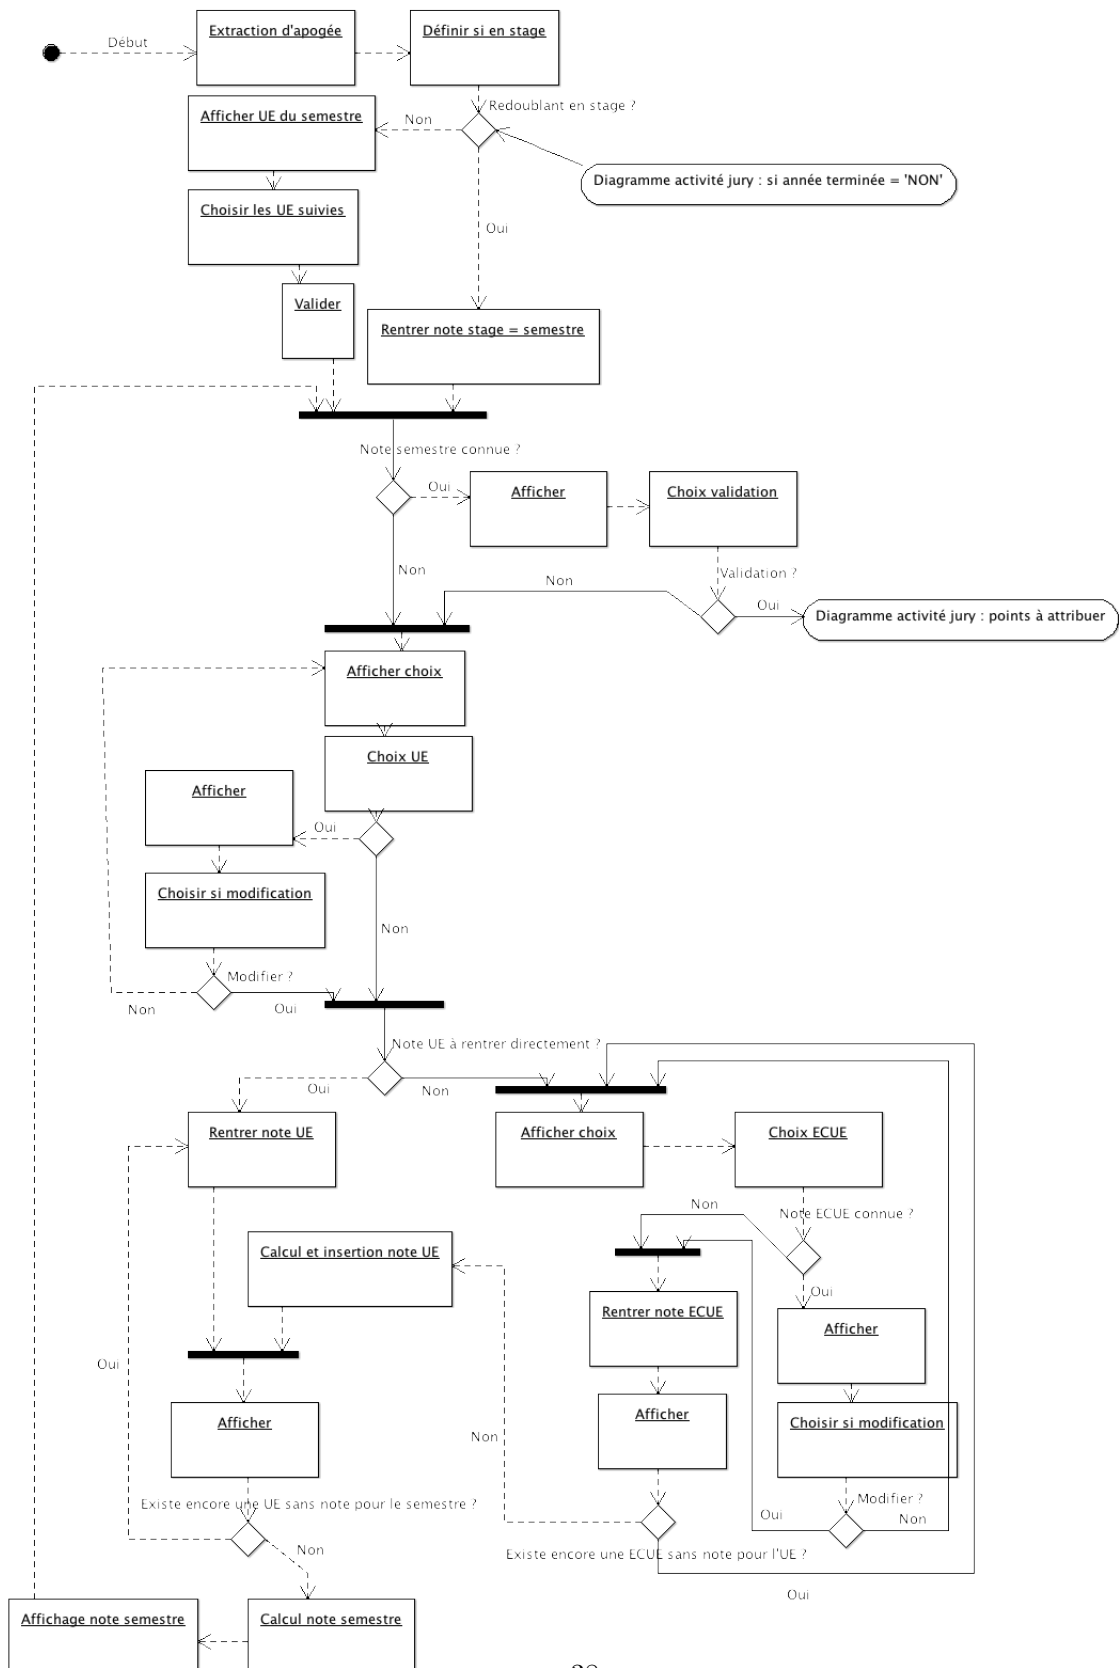 Extraction d'apogée
Définir si en stage
Début
Redoublant en stage ?
Afficher UE du semestre
Non
Diagramme activité jury : si année terminée = 'NON'
Choisir les UE suivies
Oui
Valider
Rentrer note stage = semestre
Note semestre connue ?
Oui
Afficher
Choix validation
Non
Validation ?
Non
Oui
Diagramme activité jury : points à attribuer
Afficher choix
Choix UE
Afficher
Oui
Choisir si modification
Non
Modifier ?
Non
Oui
Note UE à rentrer directement ?
Oui
Non
Rentrer note UE
Afficher choix
Choix ECUE
Non
Note ECUE connue ?
Calcul et insertion note UE
Oui
Rentrer note ECUE
Afficher
Oui
Afficher
Afficher
Choisir si modification
Non
Modifier ?
Existe encore une UE sans note pour le semestre ?
Oui
Non
Non
Existe encore une ECUE sans note pour l'UE ?
Oui
Affichage note semestre
Calcul note semestre